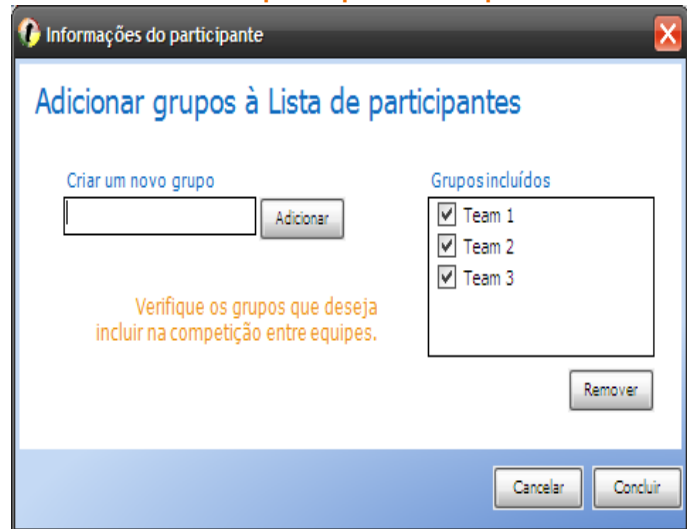 Informações do participante
Adicionar grupos à Lista de participantes
Criar um novo grupo
Adicionar
Verifique os grupos que deseja
incluir na competição entre equipes.
Grupos incluídos
Team 1
Team 2
Team 3
Remover
Cancelar
Concluir